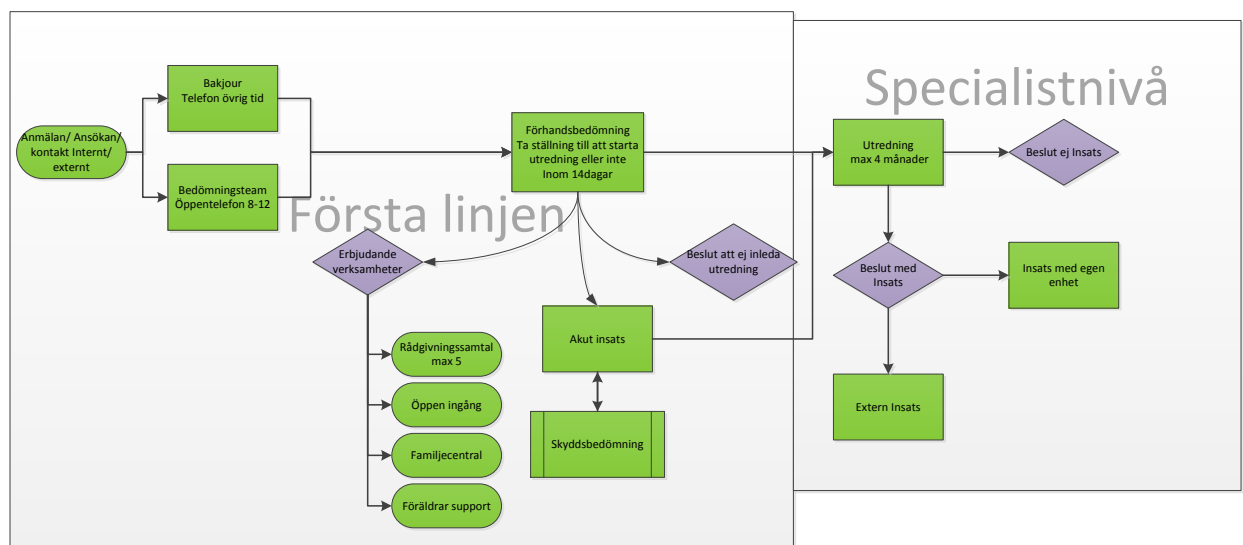 Bakjour
Telefon övrig tid
Anmälan/ Ansökan/
kontakt Internt/
externt
Bedömningsteam
Öppentelefon 8-12
Första linjen
Förhandsbedömning
Ta ställning till att starta
utredning eller inte
Inom 14dagar
Erbjudande
verksamheter
Beslut att ej inleda
utredning
Rådgivningssamtal
max 5
Öppen ingång
Familjecentral
Föräldrar support
Akut insats
Skyddsbedömning
Specialistnivå
Utredning
max 4 månader
Beslut ej Insats
Beslut med
Insats
Insats med egen
enhet
Extern Insats